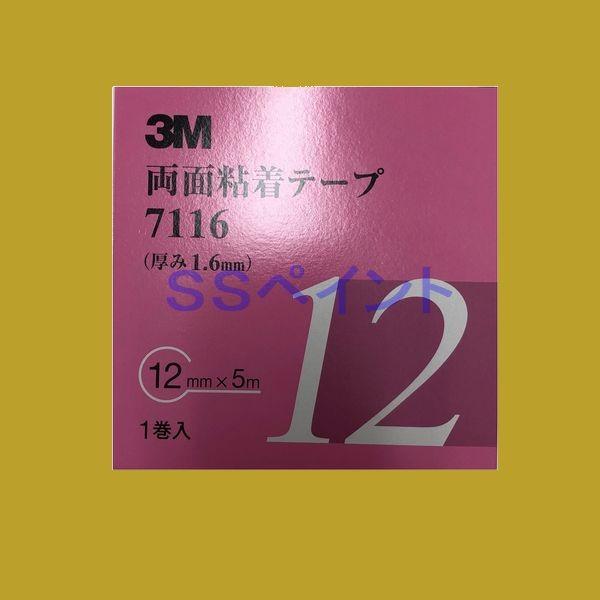 3M
両面粘着テープ
7116
(厚み1.6mm)
SSペイント
12
12mm×5m
1巻入